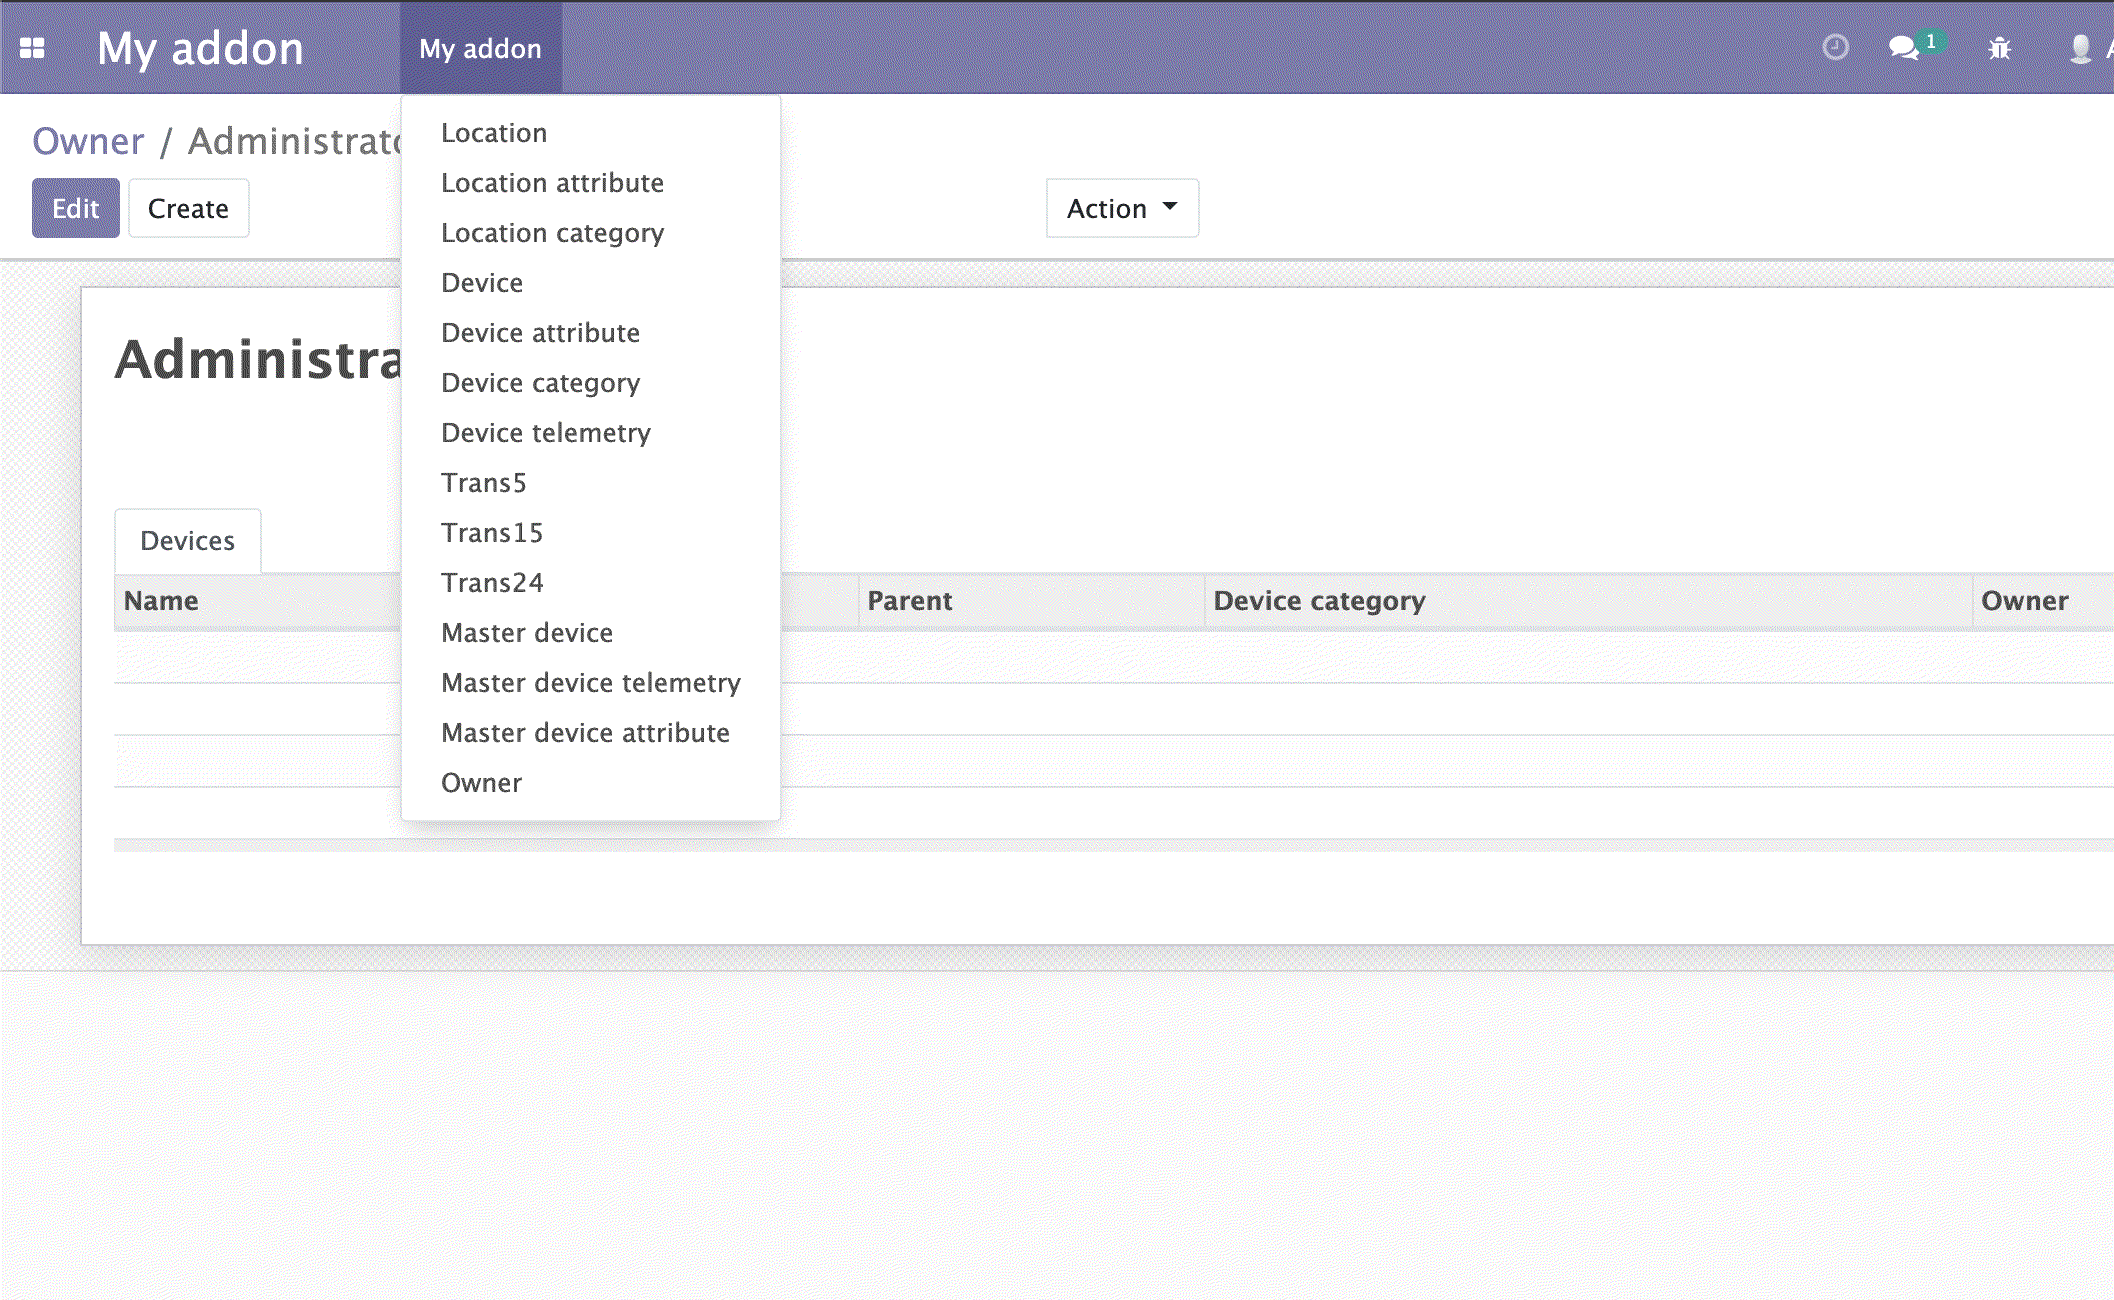 My addon
My addon
1
Owner / Administrato
Edit
Create
Action
Location
Location attribute
Location category
Device
Device attribute
Device category
Device telemetry
Trans5
Trans15
Trans24
Master device
Master device telemetry
Master device attribute
Owner
Administra
Devices
Name
Parent
Device category
Owner